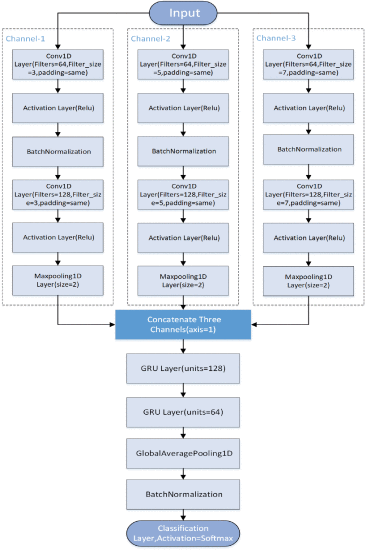 Input
Channel-1
Conv1D
Layer(Filters=64,Filter_size
=3,padding=same)
Activation Layer(Relu)
BatchNormalization
Conv1D
Layer(Filters=128,Filter_siz
e=3,padding=same)
Activation Layer(Relu)
Maxpooling1D
Layer(size=2)
Channel-2
Conv1D
Layer(Filters=64,Filter_size
=5,padding=same)
Activation Layer(Relu)
BatchNormalization
Conv1D
Layer(Filters=128,Filter_siz
e=5,padding=same)
Activation Layer(Relu)
Maxpooling1D
Layer(size=2)
Channel-3
Conv1D
Layer(Filters=64,Filter_size
=7,padding=same)
Activation Layer(Relu)
BatchNormalization
Conv1D
Layer(Filters=128,Filter_siz
e=7,padding=same)
Activation Layer(Relu)
Maxpooling1D
Layer(size=2)
Concatenate Three
Channels(axis=1)
GRU Layer(units=128)
GRU Layer(units=64)
GlobalAveragePooling1D
BatchNormalization
Classification
Layer,Activation=Softmax